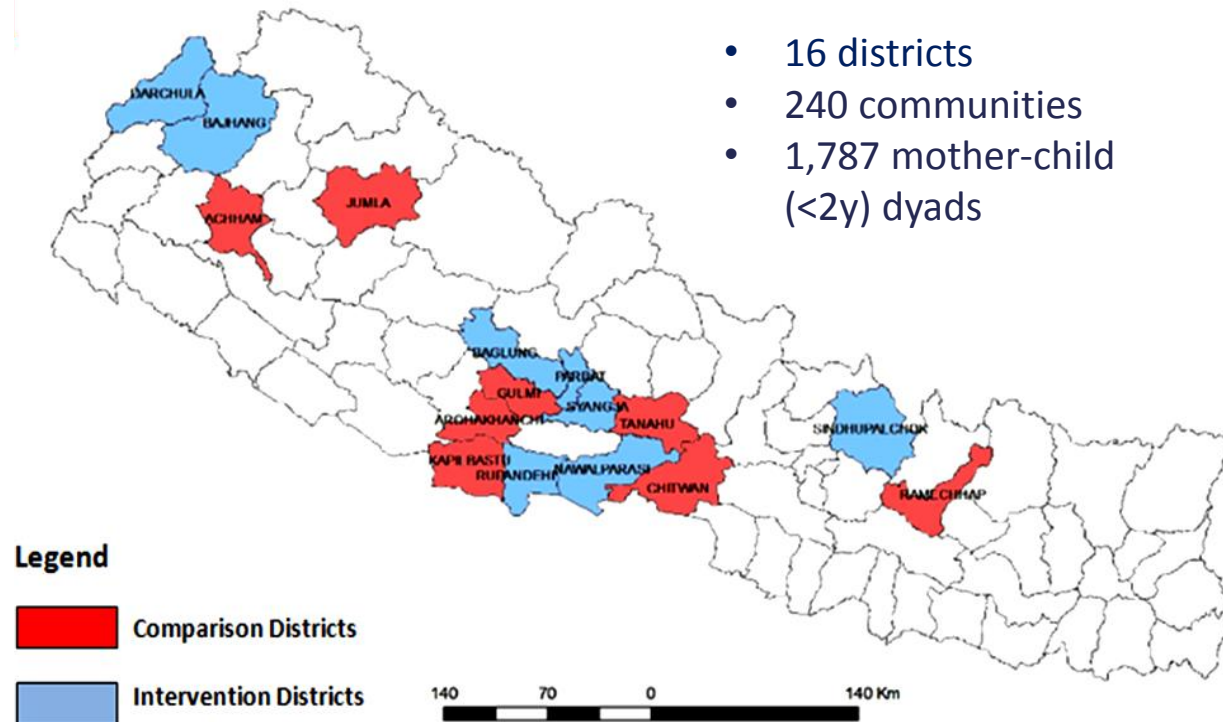 • 16 districts
• 240 communities
• 1,787 mother-child
(<2y) dyads
DARCHULA
BAJHANG
ACHHAM
JUMLA
BAGLUNG
PARBAT
GULMI
SYANGJA
ARGHAKHANCHI
TANAHU
KAPILBASTU
RUPANDEHI
NAWALPARASI
CHITWAN
SINDHUPALCHOK
RAMECHHAP
Legend
Comparison Districts
Intervention Districts
140 70 0 140 Km